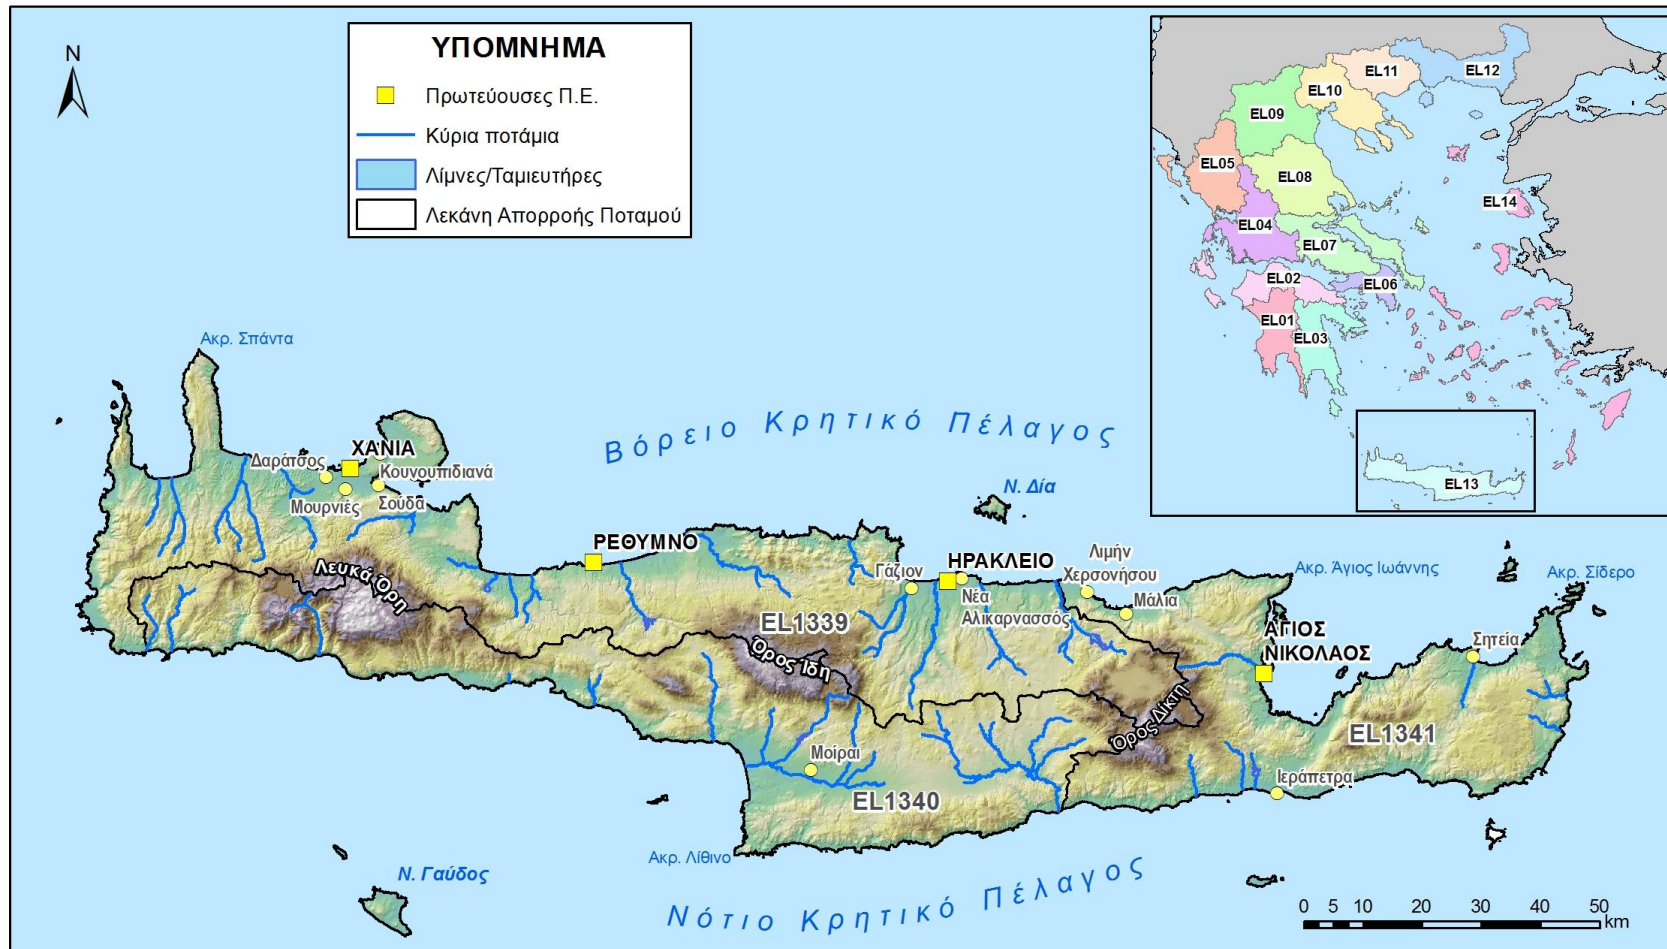 N
ΥΠΟΜΝΗΜΑ
Πρωτεύουσες Π.Ε.
Κύρια ποτάμια
Λίμνες/Ταμιευτήρες
Λεκάνη Απορροής Ποταμού
EL11
EL12
EL10
EL09
EL05
EL08
EL14
EL04
EL07
EL02
EL06
EL01
EL03
EL13
Ακρ. Σπάντα
Βόρειο Κρητικό Πέλαγος
ΧΑΝΙΑ
Δαράτσος
Κουνουπιδιανά
Μουρνιές
Σούδα
Ν. Δία
ΡΕΘΥΜΝΟ
ΗΡΑΚΛΕΙΟ
Γάζιον
Νέα
Αλικαρνασσός
Λιμήν
Χερσονήσου
Μάλια
Ακρ. Άγιος Ιωάννης
Ακρ. Σίδερο
Λευκά Όρη
EL1339
Όρος Ίδη
ΑΓΙΟΣ
ΝΙΚΟΛΑΟΣ
Σητεία
Όρος Δίκτη
EL1341
Μοίραι
Ιεράπετρα
EL1340
Ακρ. Λίθινο
Ν. Γαύδος
Νότιο Κρητικό Πέλαγος
0 5 10 20 30 40 50
km